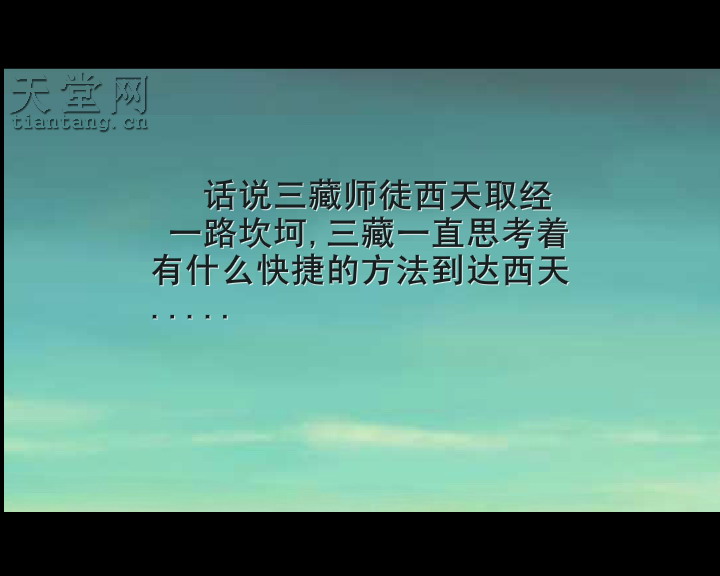 天堂网
tiantang.cn
话说三藏师徒西天取经
一路坎坷,三藏一直思考着
有什么快捷的方法到达西天
.....